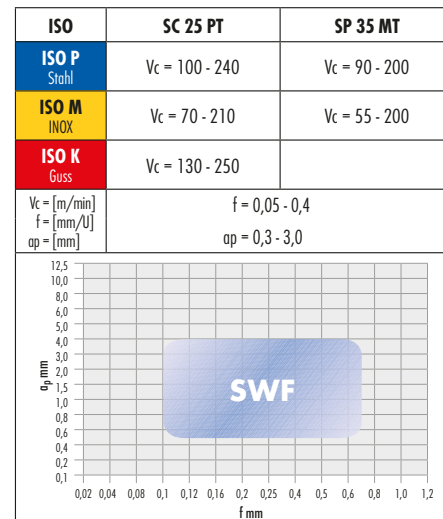 ISO SC 25 PT SP 35 MT
ISO P
Stahl
Vc = 100 - 240 Vc = 90 - 200
ISO M
INOX
Vc = 70 - 210 Vc = 55 - 200
ISO K
Guss
Vc = 130 - 250
Vc = [m/min]
f = [mm/U]
ap = [mm]
f = 0,05 - 0,4
ap = 0,3 - 3,0
ap mm
12,5
10,0
8,0
6,0
5,0
4,0
3,0
2,0
1,5
1,0
0,8
0,6
0,4
0,2
0,1
SWF
0,02 0,04 0,08 0,1 0,12 0,16 0,2 0,25 0,4 0,5 0,6 0,8 1,0 1,2
f mm